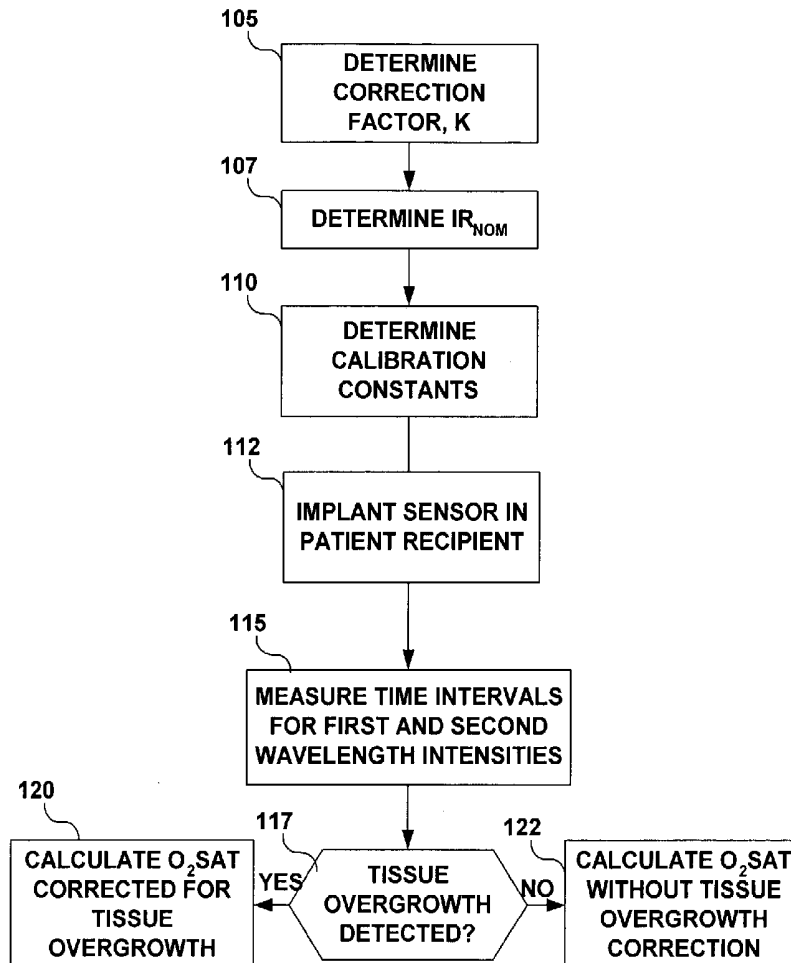 105
DETERMINE
CORRECTION
FACTOR, K
107
DETERMINE IR_NOM
110
DETERMINE
CALIBRATION
CONSTANTS
112
IMPLANT SENSOR IN
PATIENT RECIPIENT
115
MEASURE TIME INTERVALS
FOR FIRST AND SECOND
WAVELENGTH INTENSITIES
120
CALCULATE O₂SAT
CORRECTED FOR
TISSUE
OVERGROWTH
YES
117
TISSUE
OVERGROWTH
DETECTED?
NO
122
CALCULATE O₂SAT
WITHOUT TISSUE
OVERGROWTH
CORRECTION